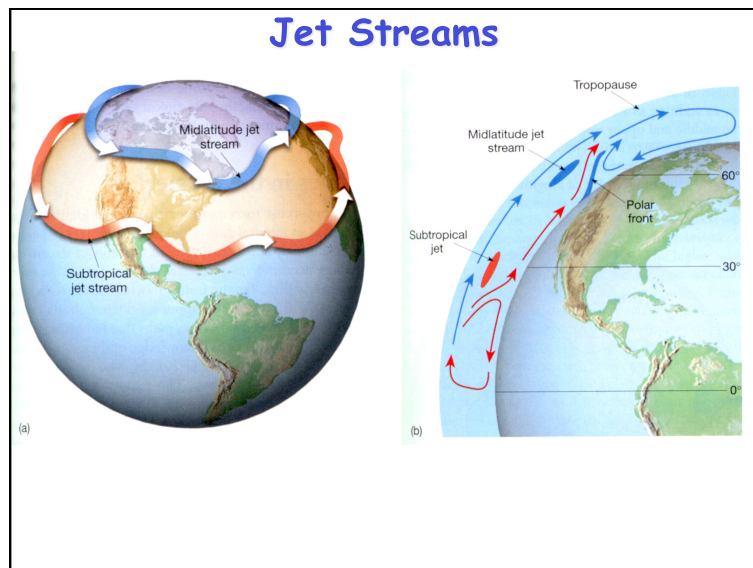 Jet Streams
Midlatitude jet
stream
Subtropical
jet stream
(a)
Tropopause
Midlatitude jet
stream
60°
Polar
front
Subtropical
jet
30°
0°
(b)